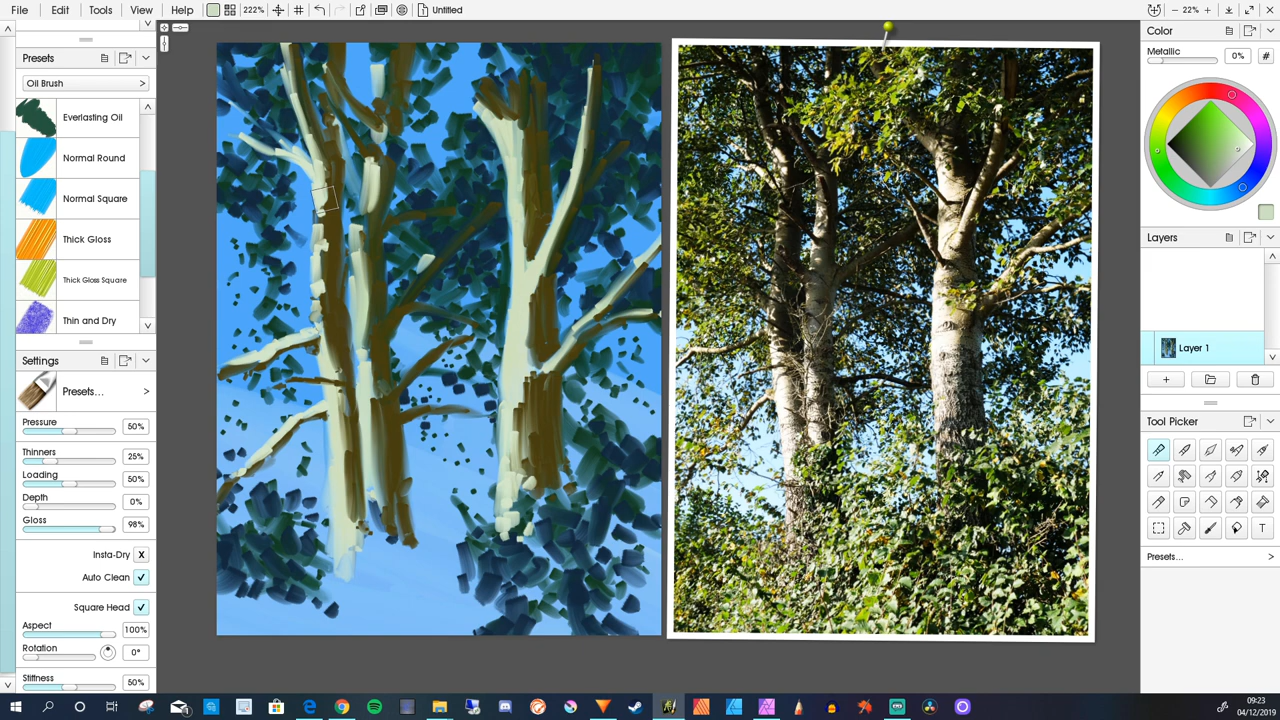 File
Edit
Tools
View
Help
222%
Untitled
22%
Presets
Oil Brush >
Everlasting Oil
Normal Round
Normal Square
Thick Gloss
Thick Gloss Square
Thin and Dry
Settings
Presets... >
Pressure 50%
Thinners 25%
Loading 50%
Depth 0%
Gloss 98%
Insta-Dry X
Auto Clean
Square Head
Aspect 100%
Rotation 0°
Stiffness 50%
Color
Metallic
0% #
Layers
Layer 1
Tool Picker
T
Presets... >
09:23
04/12/2019